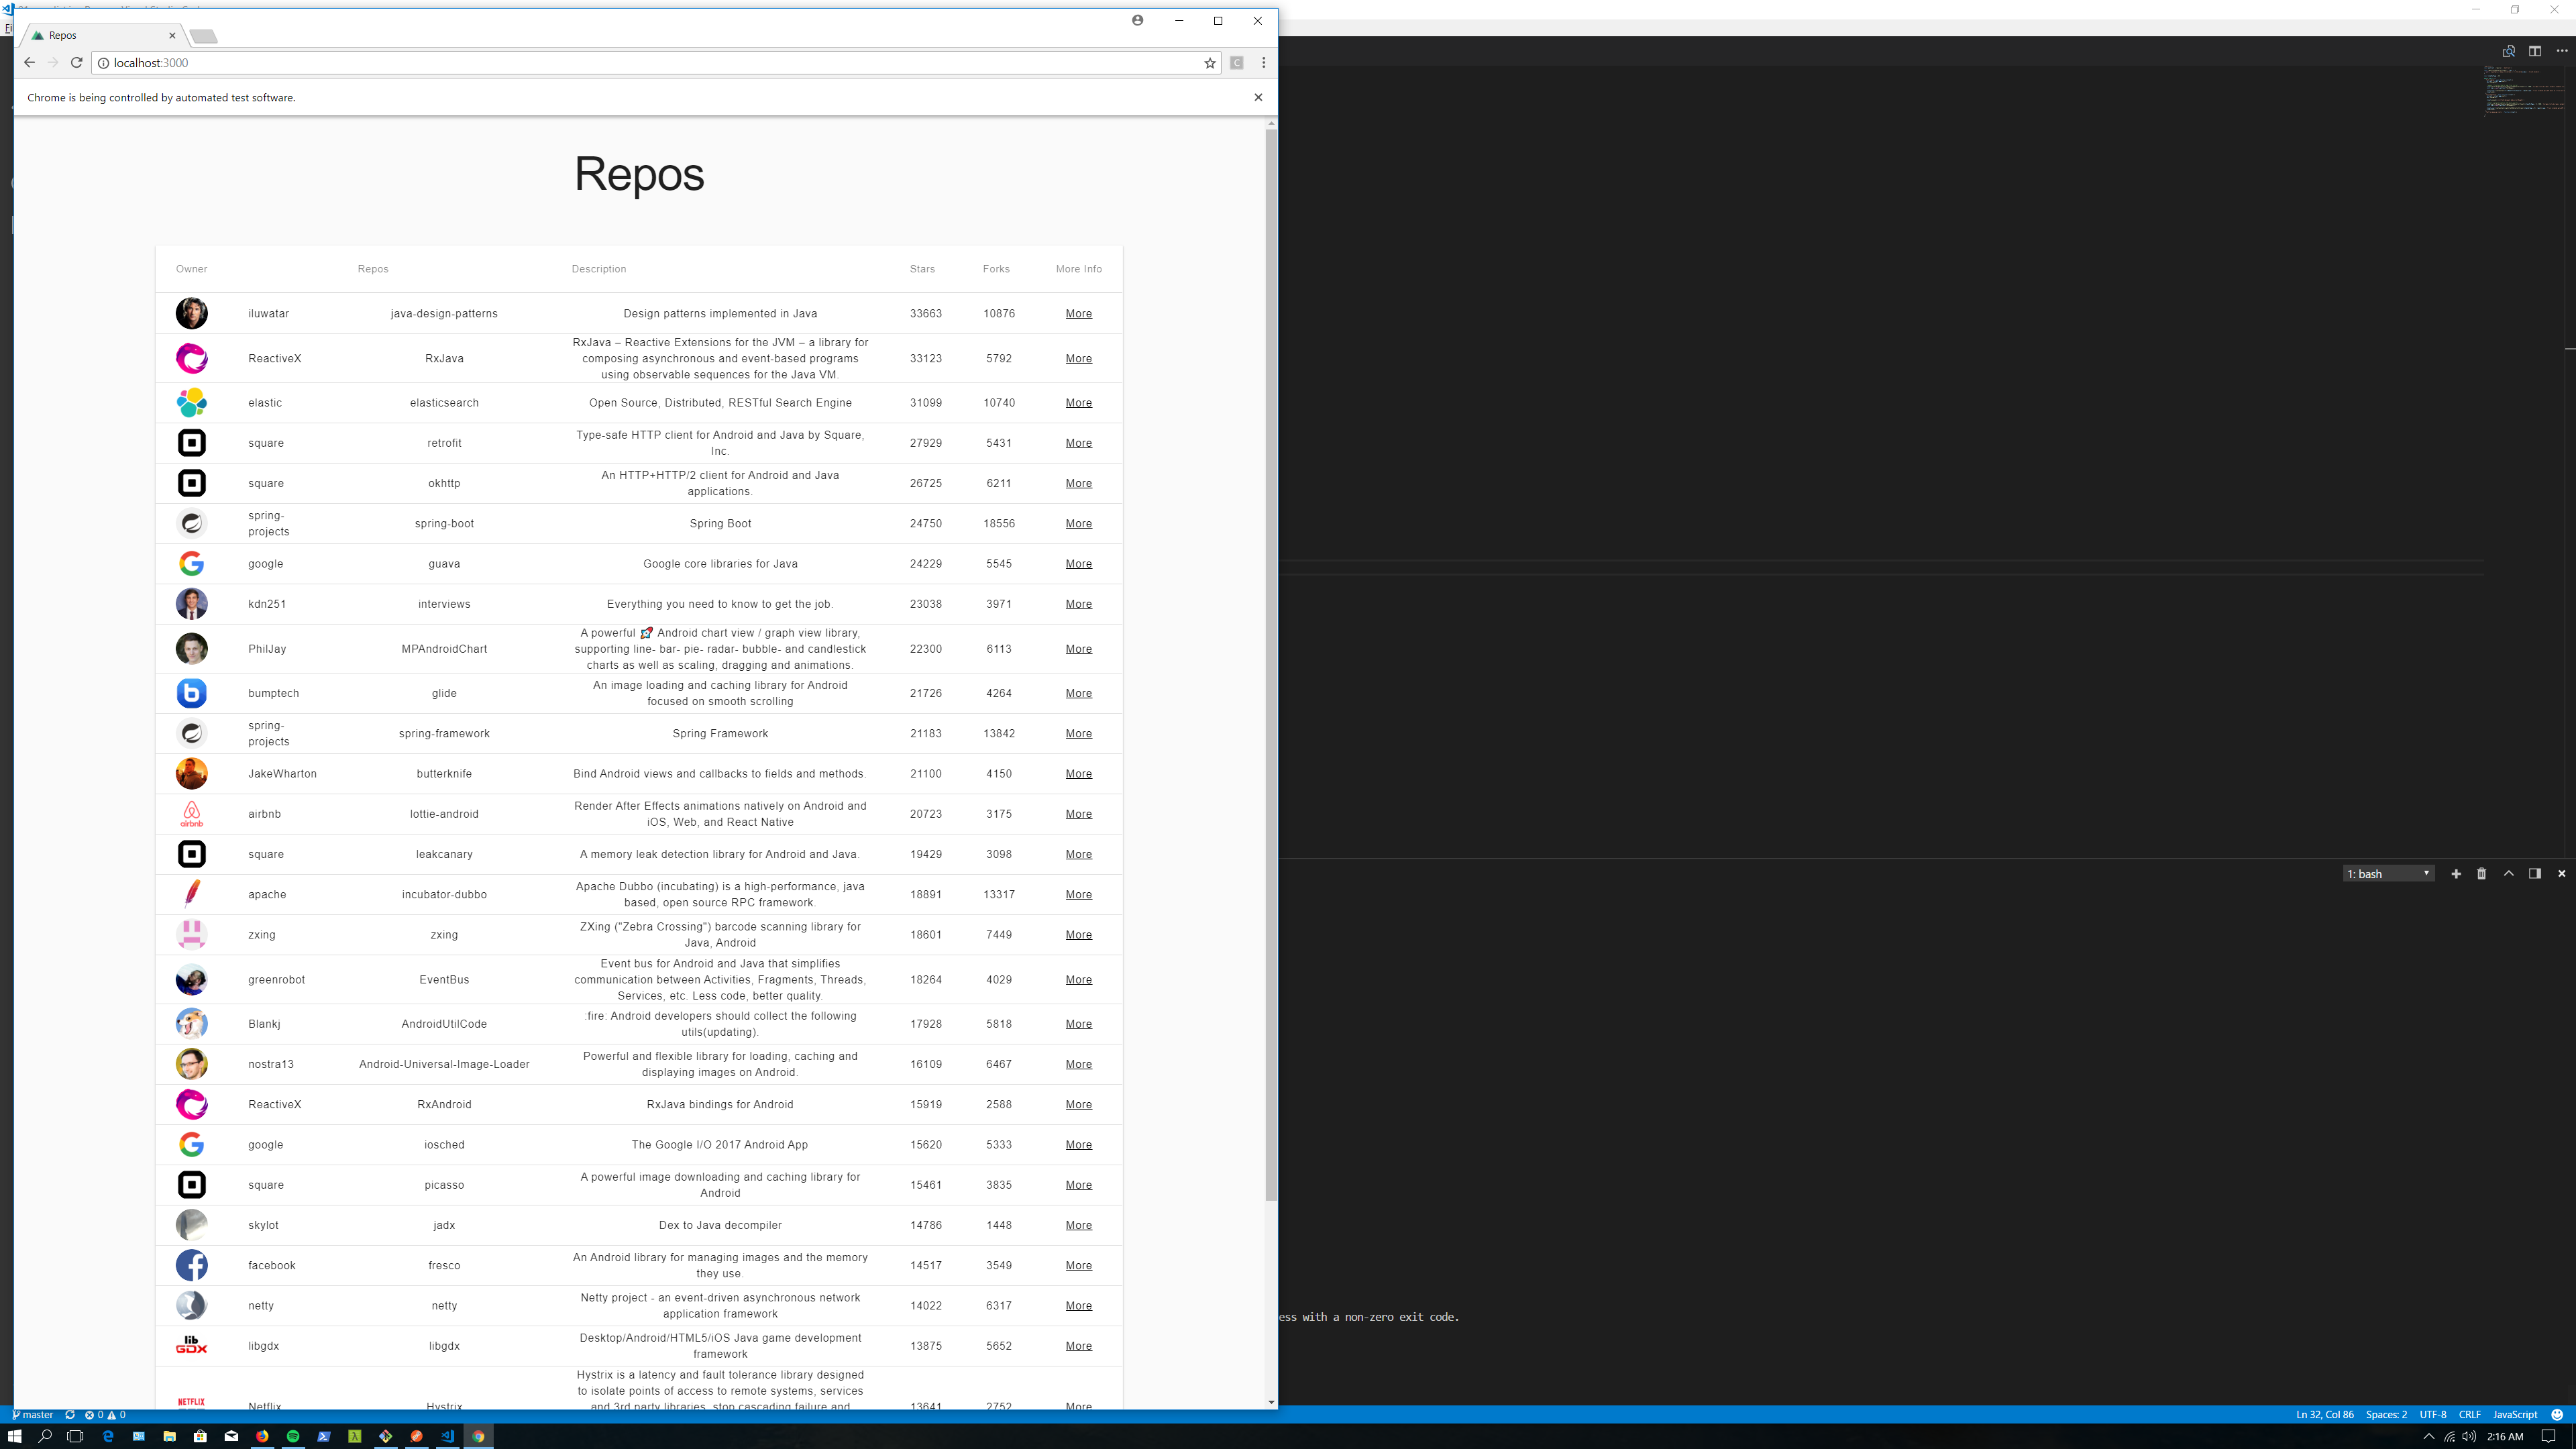 Repos
localhost:3000
Chrome is being controlled by automated test software.
Repos
Owner Repos Description Stars Forks More Info
iluwatar java-design-patterns Design patterns implemented in Java 33663 10876 More
ReactiveX RxJava RxJava – Reactive Extensions for the JVM – a library for
composing asynchronous and event-based programs
using observable sequences for the Java VM. 33123 5792 More
elastic elasticsearch Open Source, Distributed, RESTful Search Engine 31099 10740 More
square retrofit Type-safe HTTP client for Android and Java by Square,
Inc. 27929 5431 More
square okhttp An HTTP+HTTP/2 client for Android and Java
applications. 26725 6211 More
spring-
projects spring-boot Spring Boot 24750 18556 More
google guava Google core libraries for Java 24229 5545 More
kdn251 interviews Everything you need to know to get the job. 23038 3971 More
PhilJay MPAndroidChart A powerful 🚀 Android chart view / graph view library,
supporting line- bar- pie- radar- bubble- and candlestick
charts as well as scaling, dragging and animations. 22300 6113 More
bumptech glide An image loading and caching library for Android
focused on smooth scrolling 21726 4264 More
spring-
projects spring-framework Spring Framework 21183 13842 More
JakeWharton butterknife Bind Android views and callbacks to fields and methods. 21100 4150 More
airbnb airbnb lottie-android Render After Effects animations natively on Android and
iOS, Web, and React Native 20723 3175 More
square leakcanary A memory leak detection library for Android and Java. 19429 3098 More
apache incubator-dubbo Apache Dubbo (incubating) is a high-performance, java
based, open source RPC framework. 18891 13317 More
zxing zxing ZXing ("Zebra Crossing") barcode scanning library for
Java, Android 18601 7449 More
greenrobot EventBus Event bus for Android and Java that simplifies
communication between Activities, Fragments, Threads,
Services, etc. Less code, better quality. 18264 4029 More
Blankj AndroidUtilCode :fire: Android developers should collect the following
utils(updating). 17928 5818 More
nostra13 Android-Universal-Image-Loader Powerful and flexible library for loading, caching and
displaying images on Android. 16109 6467 More
ReactiveX RxAndroid RxJava bindings for Android 15919 2588 More
google iosched The Google I/O 2017 Android App 15620 5333 More
square picasso A powerful image downloading and caching library for
Android 15461 3835 More
skylot jadx Dex to Java decompiler 14786 1448 More
facebook fresco An Android library for managing images and the memory
they use. 14517 3549 More
netty netty Netty project - an event-driven asynchronous network
application framework 14022 6317 More
lib GDX libgdx libgdx Desktop/Android/HTML5/iOS Java game development
framework 13875 5652 More
NETFLIX Netflix Hystrix Hystrix is a latency and fault tolerance library designed
to isolate points of access to remote systems, services
and 3rd party libraries, stop cascading failure and 13641 2752 More
1: bash
ess with a non-zero exit code.
master 0 0 Ln 32, Col 86 Spaces: 2 UTF-8 CRLF JavaScript
2:16 AM